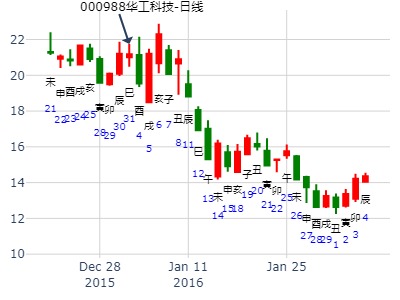 000988华工科技-日线
22
20
18
16
14
12
10
未 申 酉 戌 亥 寅 卯 辰 巳 酉 戌 亥 子 丑 辰 巳 午 未 申 亥 子 丑 寅 卯 午 未 申 酉 戌 丑 寅 卯 辰
21 22 23 24 25 28 29 30 31 4 5 6 7 8 11 12 13 14 15 18 19 20 21 22 25 26 27 28 29 1 2 3 4
Dec 28 Jan 11 Jan 25
2015 2016